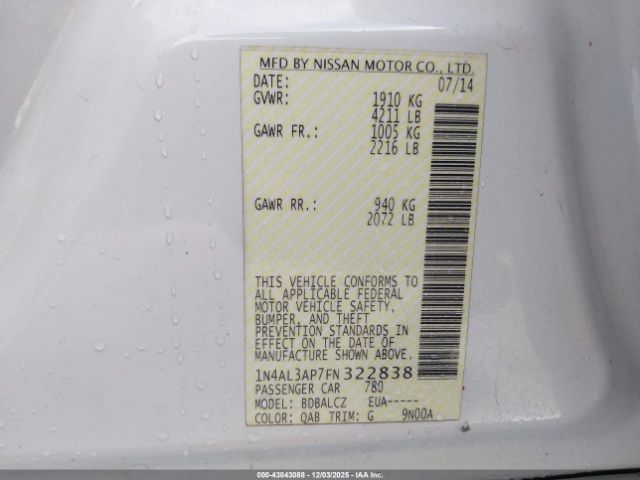 MFD BY NISSAN MOTOR CO., LTD.
DATE: 07/14
GVWR: 1910 KG
4211 LB
GAWR FR.: 1005 KG
2216 LB
GAWR RR.: 940 KG
2072 LB
THIS VEHICLE CONFORMS TO
ALL APPLICABLE FEDERAL
MOTOR VEHICLE SAFETY,
BUMPER, AND THEFT
PREVENTION STANDARDS IN
EFFECT ON THE DATE OF
MANUFACTURE SHOWN ABOVE.
1N4AL3AP7FN322838
PASSENGER CAR 780
MODEL: BDBALCZ EUA-----
COLOR: QAB TRIM: G 9N00A
© IAA Holdings, LLC
000-43843088 - 12/03/2025 - IAA Inc.